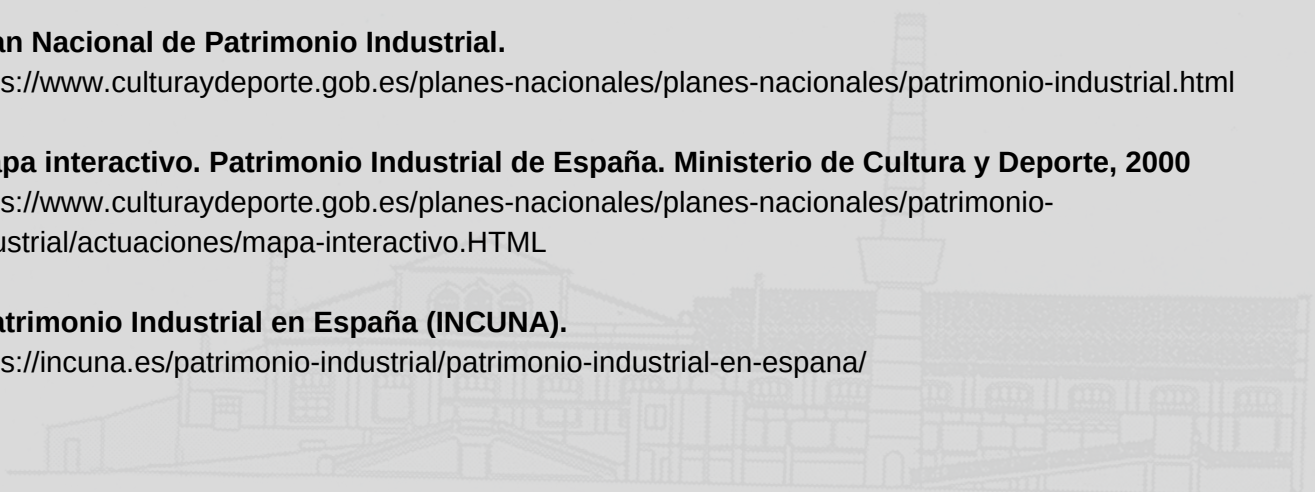 an Nacional de Patrimonio Industrial.
s://www.culturaydeporte.gob.es/planes-nacionales/planes-nacionales/patrimonio-industrial.html
apa interactivo. Patrimonio Industrial de España. Ministerio de Cultura y Deporte, 2000
s://www.culturaydeporte.gob.es/planes-nacionales/planes-nacionales/patrimonio-
ustrial/actuaciones/mapa-interactivo.HTML
atrimonio Industrial en España (INCUNA).
s://incuna.es/patrimonio-industrial/patrimonio-industrial-en-espana/